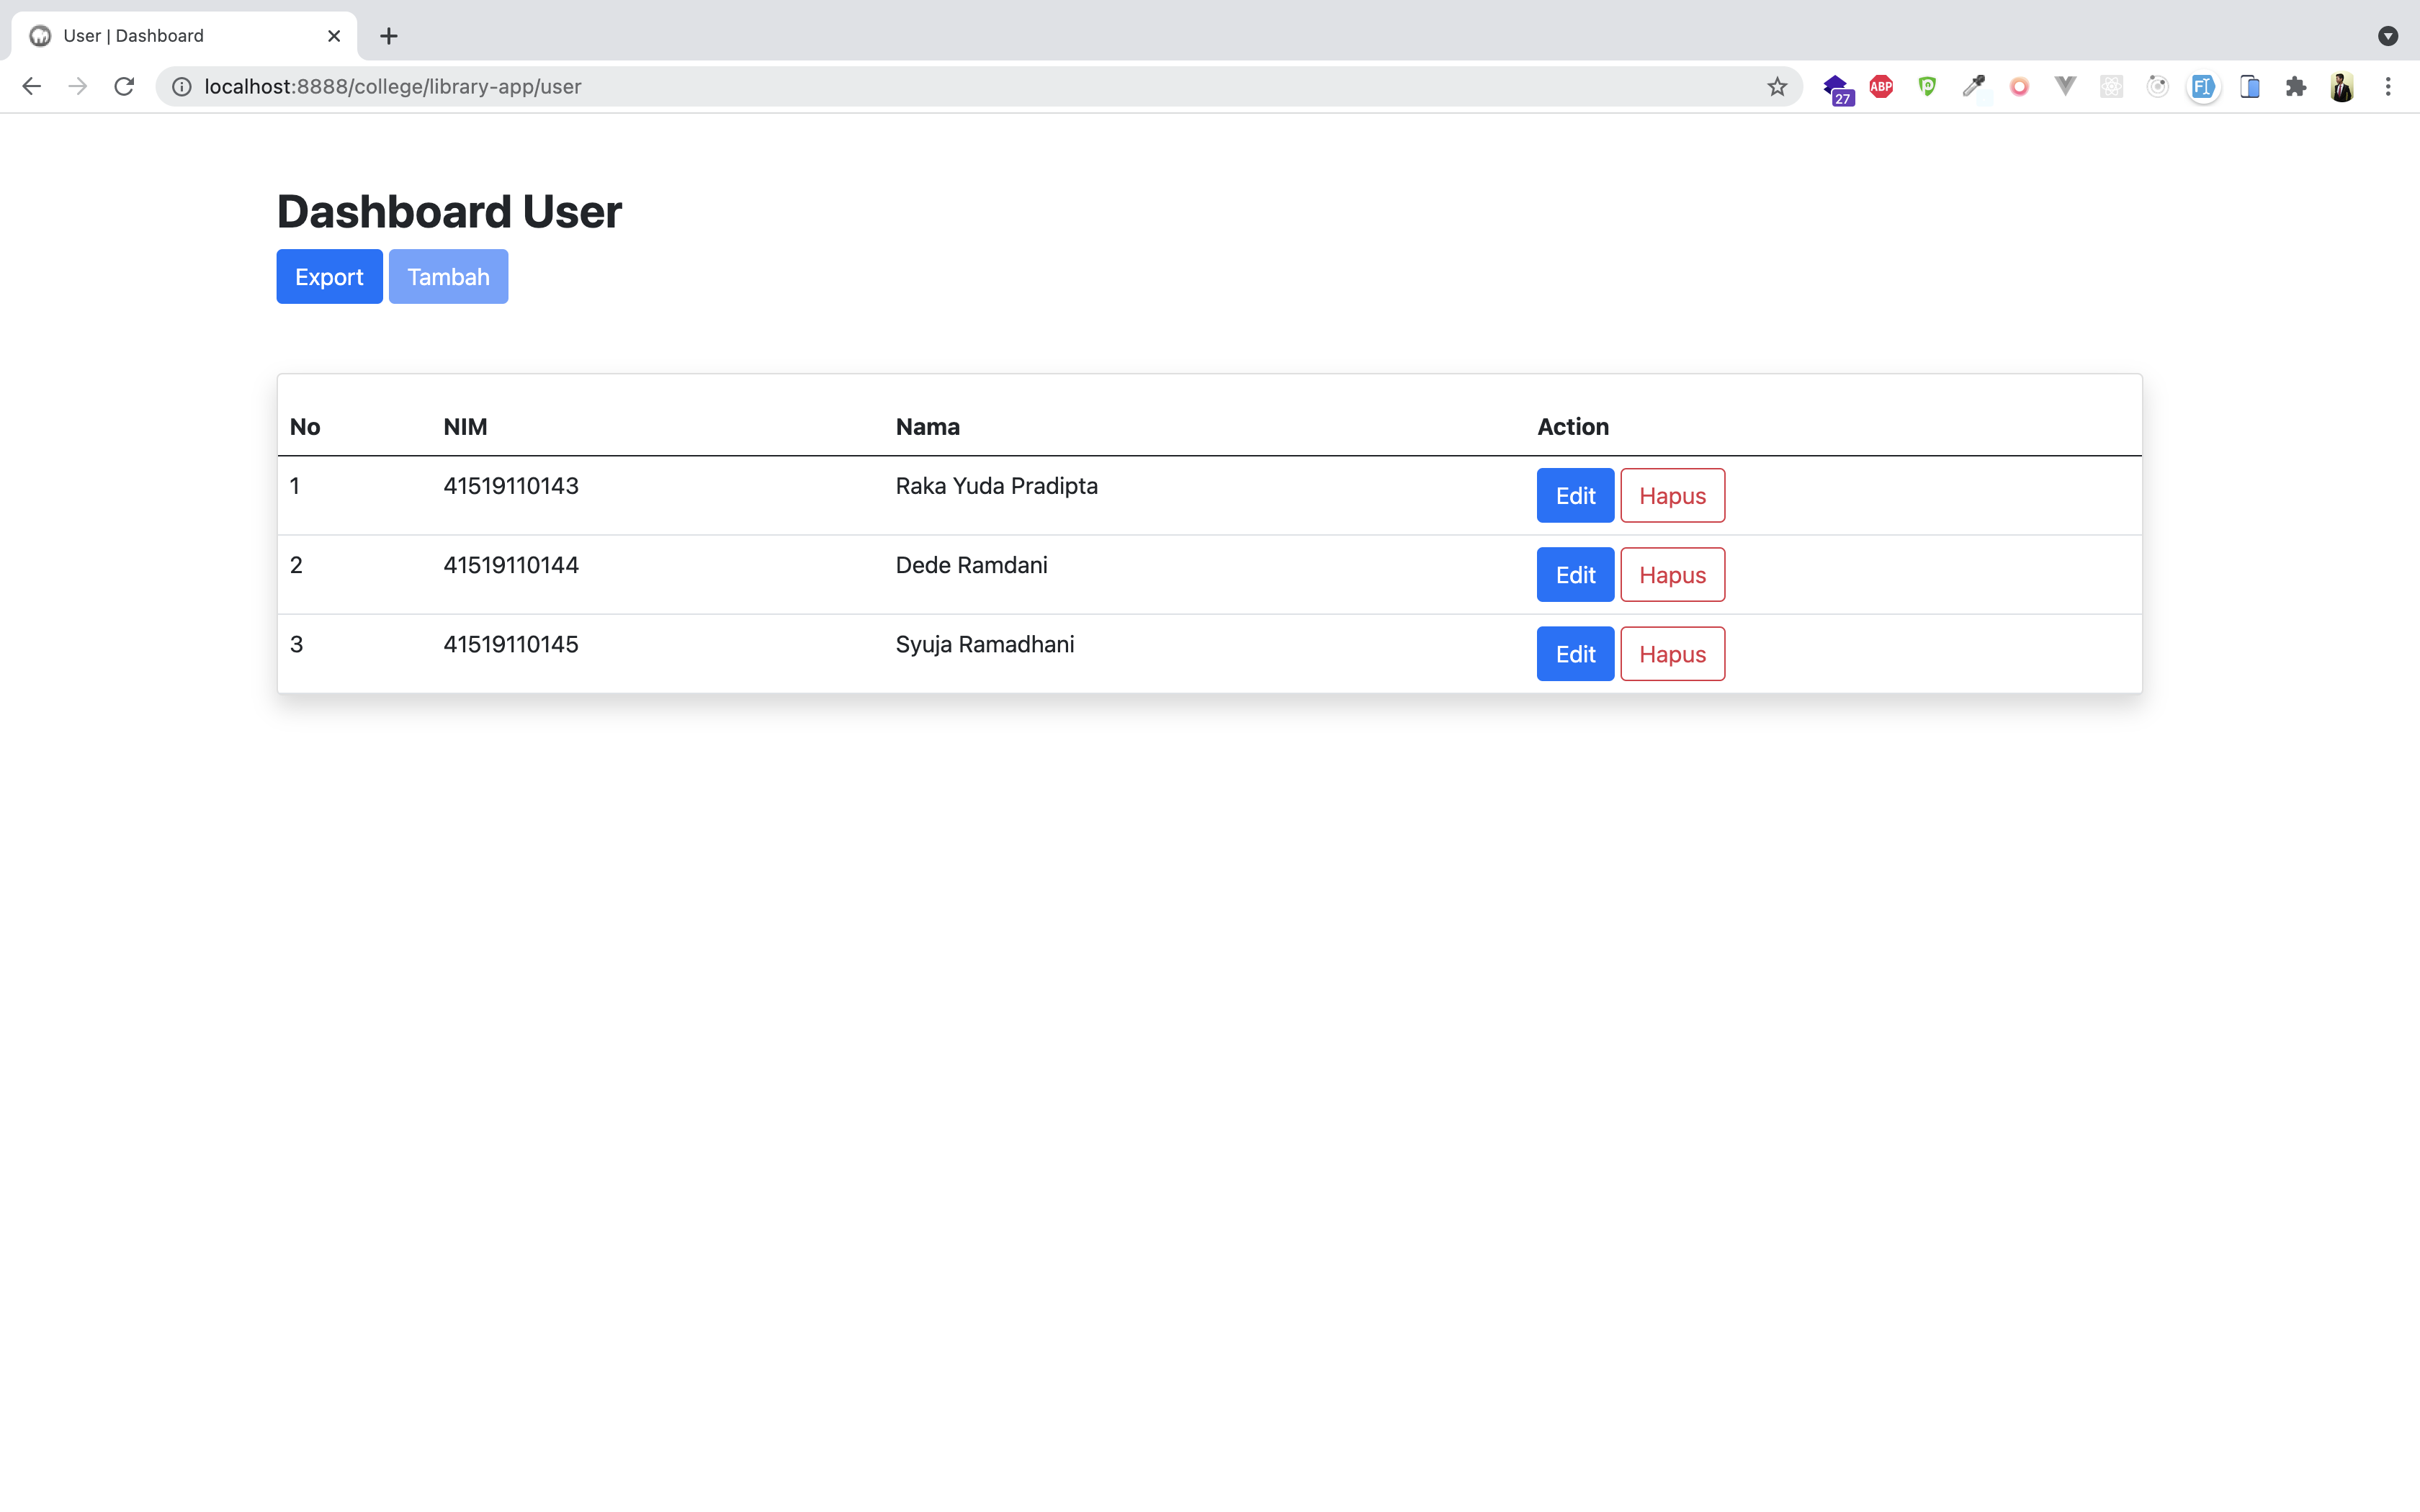 User | Dashboard
localhost:8888/college/library-app/user
27
ABP
Dashboard User
Export Tambah
No NIM Nama Action
1 41519110143 Raka Yuda Pradipta Edit Hapus
2 41519110144 Dede Ramdani Edit Hapus
3 41519110145 Syuja Ramadhani Edit Hapus